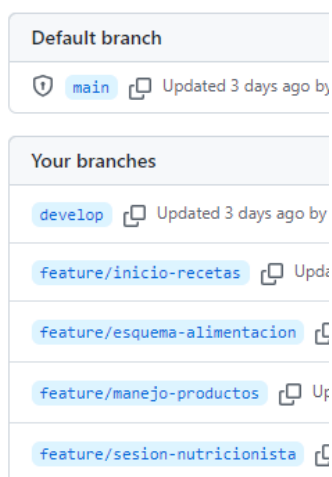 Default branch
main Updated 3 days ago by
Your branches
develop Updated 3 days ago by
feature/inicio-recetas
feature/esquema-alimentacion
feature/manejo-productos
feature/sesion-nutricionista